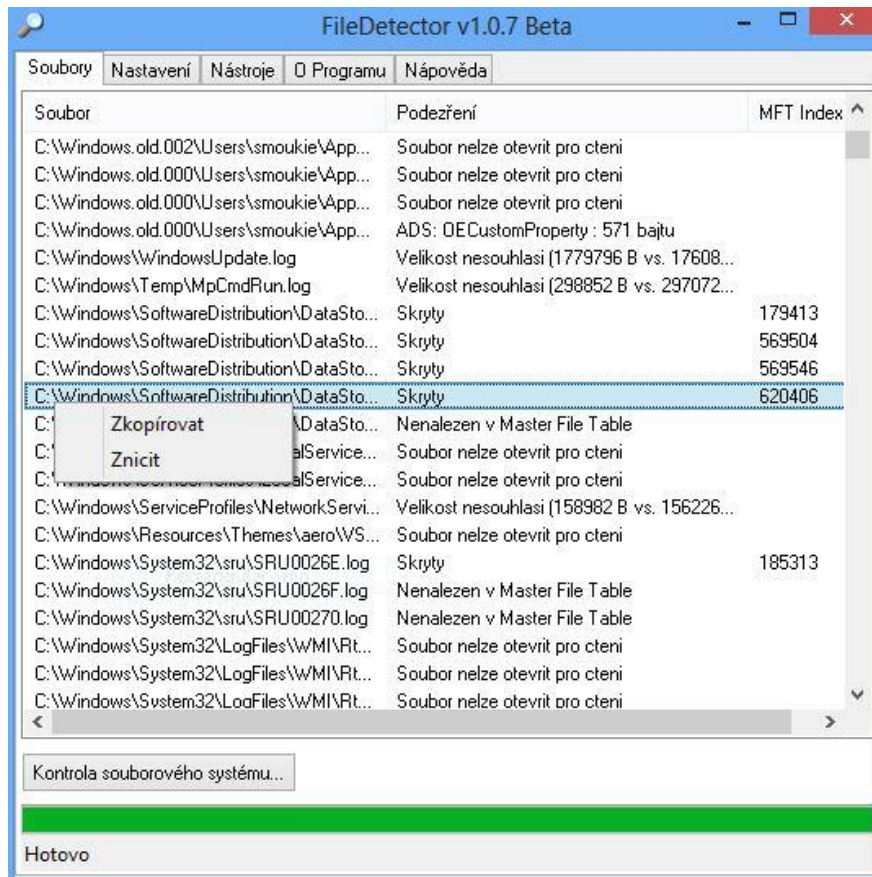 FileDetector v1.0.7 Beta
Soubory Nastavení Nástroje O Programu Nápověda
Soubor Podezření MFT Index
C:\Windows.old.002\Users\smoukie\App... Soubor nelze otevrit pro cteni
C:\Windows.old.000\Users\smoukie\App... Soubor nelze otevrit pro cteni
C:\Windows.old.000\Users\smoukie\App... Soubor nelze otevrit pro cteni
C:\Windows.old.000\Users\smoukie\App... ADS: OECustomProperty : 571 bajtu
C:\Windows\WindowsUpdate.log Velikost nesouhlasi (1779796 B vs. 17608...
C:\Windows\Temp\MpCmdRun.log Velikost nesouhlasi (298852 B vs. 297072...
C:\Windows\SoftwareDistribution\DataSto... Skryty 179413
C:\Windows\SoftwareDistribution\DataSto... Skryty 569504
C:\Windows\SoftwareDistribution\DataSto... Skryty 569546
C:\Windows\SoftwareDistribution\DataSto... Skryty 620406
C:\ \DataSto... Nenalezen v Master File Table
Zkopírovat
C:\ alService... Soubor nelze otevrit pro cteni
Znicit
alService... Soubor nelze otevrit pro cteni
C:\Windows\ServiceProfiles\NetworkServi... Velikost nesouhlasi (158982 B vs. 156226...
C:\Windows\Resources\Themes\aero\VS... Soubor nelze otevrit pro cteni
C:\Windows\System32\sru\SRU0026E.log Skryty 185313
C:\Windows\System32\sru\SRU0026F.log Nenalezen v Master File Table
C:\Windows\System32\sru\SRU00270.log Nenalezen v Master File Table
C:\Windows\System32\LogFiles\WMI\Rt... Soubor nelze otevrit pro cteni
C:\Windows\System32\LogFiles\WMI\Rt... Soubor nelze otevrit pro cteni
C:\Windows\System32\LogFiles\WMI\Rt... Soubor nelze otevrit pro cteni
Kontrola souborového systému...
Hotovo